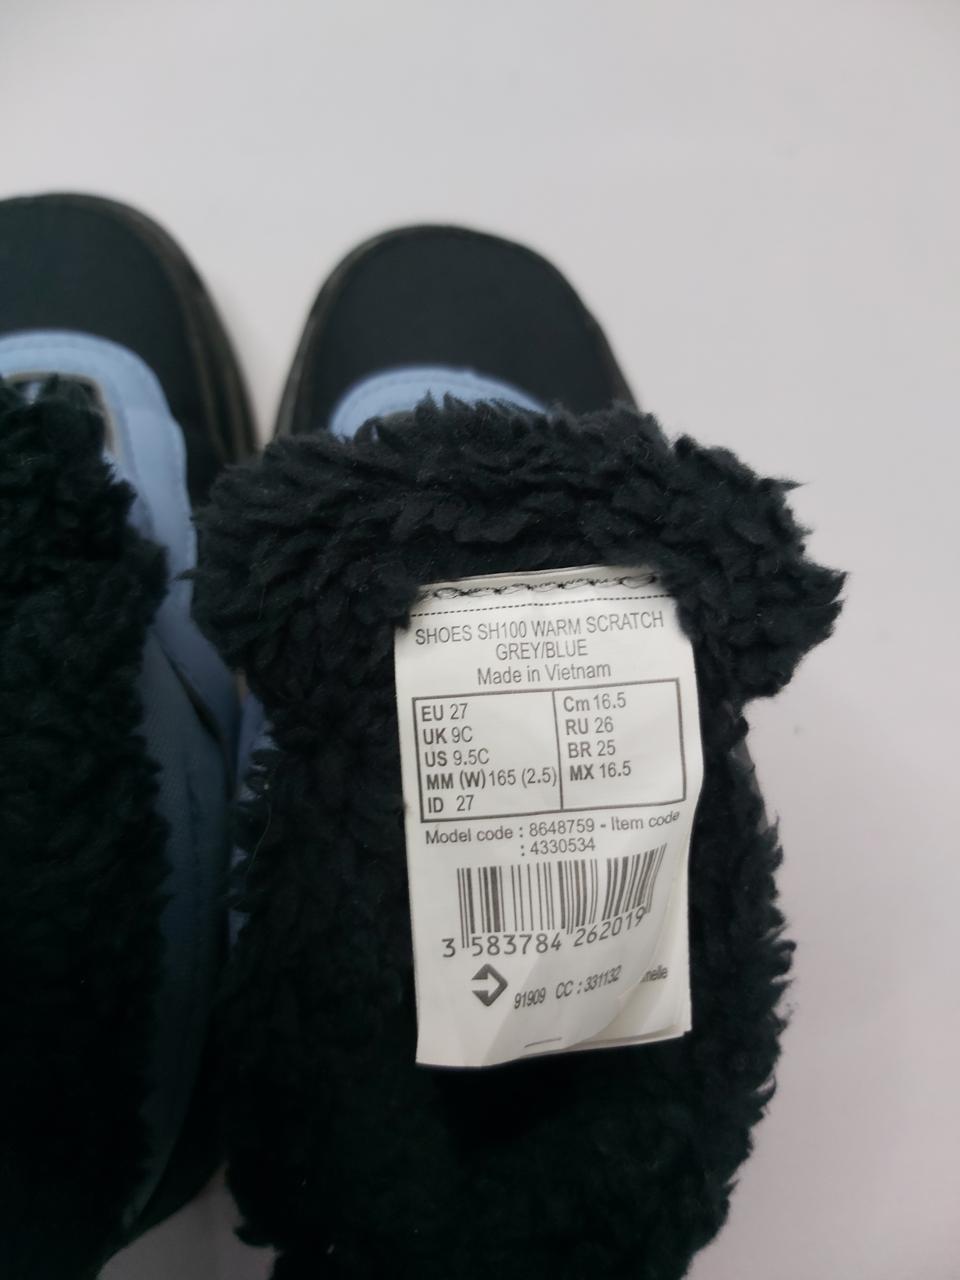 SHOES SH100 WARM SCRATCH
GREY/BLUE
Made in Vietnam
EU 27
UK 9C
US 9.5C
MM (W)165 (2.5)
ID 27
Cm 16.5
RU 26
BR 25
MX 16.5
Model code : 8648759 - Item code
: 4330534
3 583784 262019
91909 CC : 331132